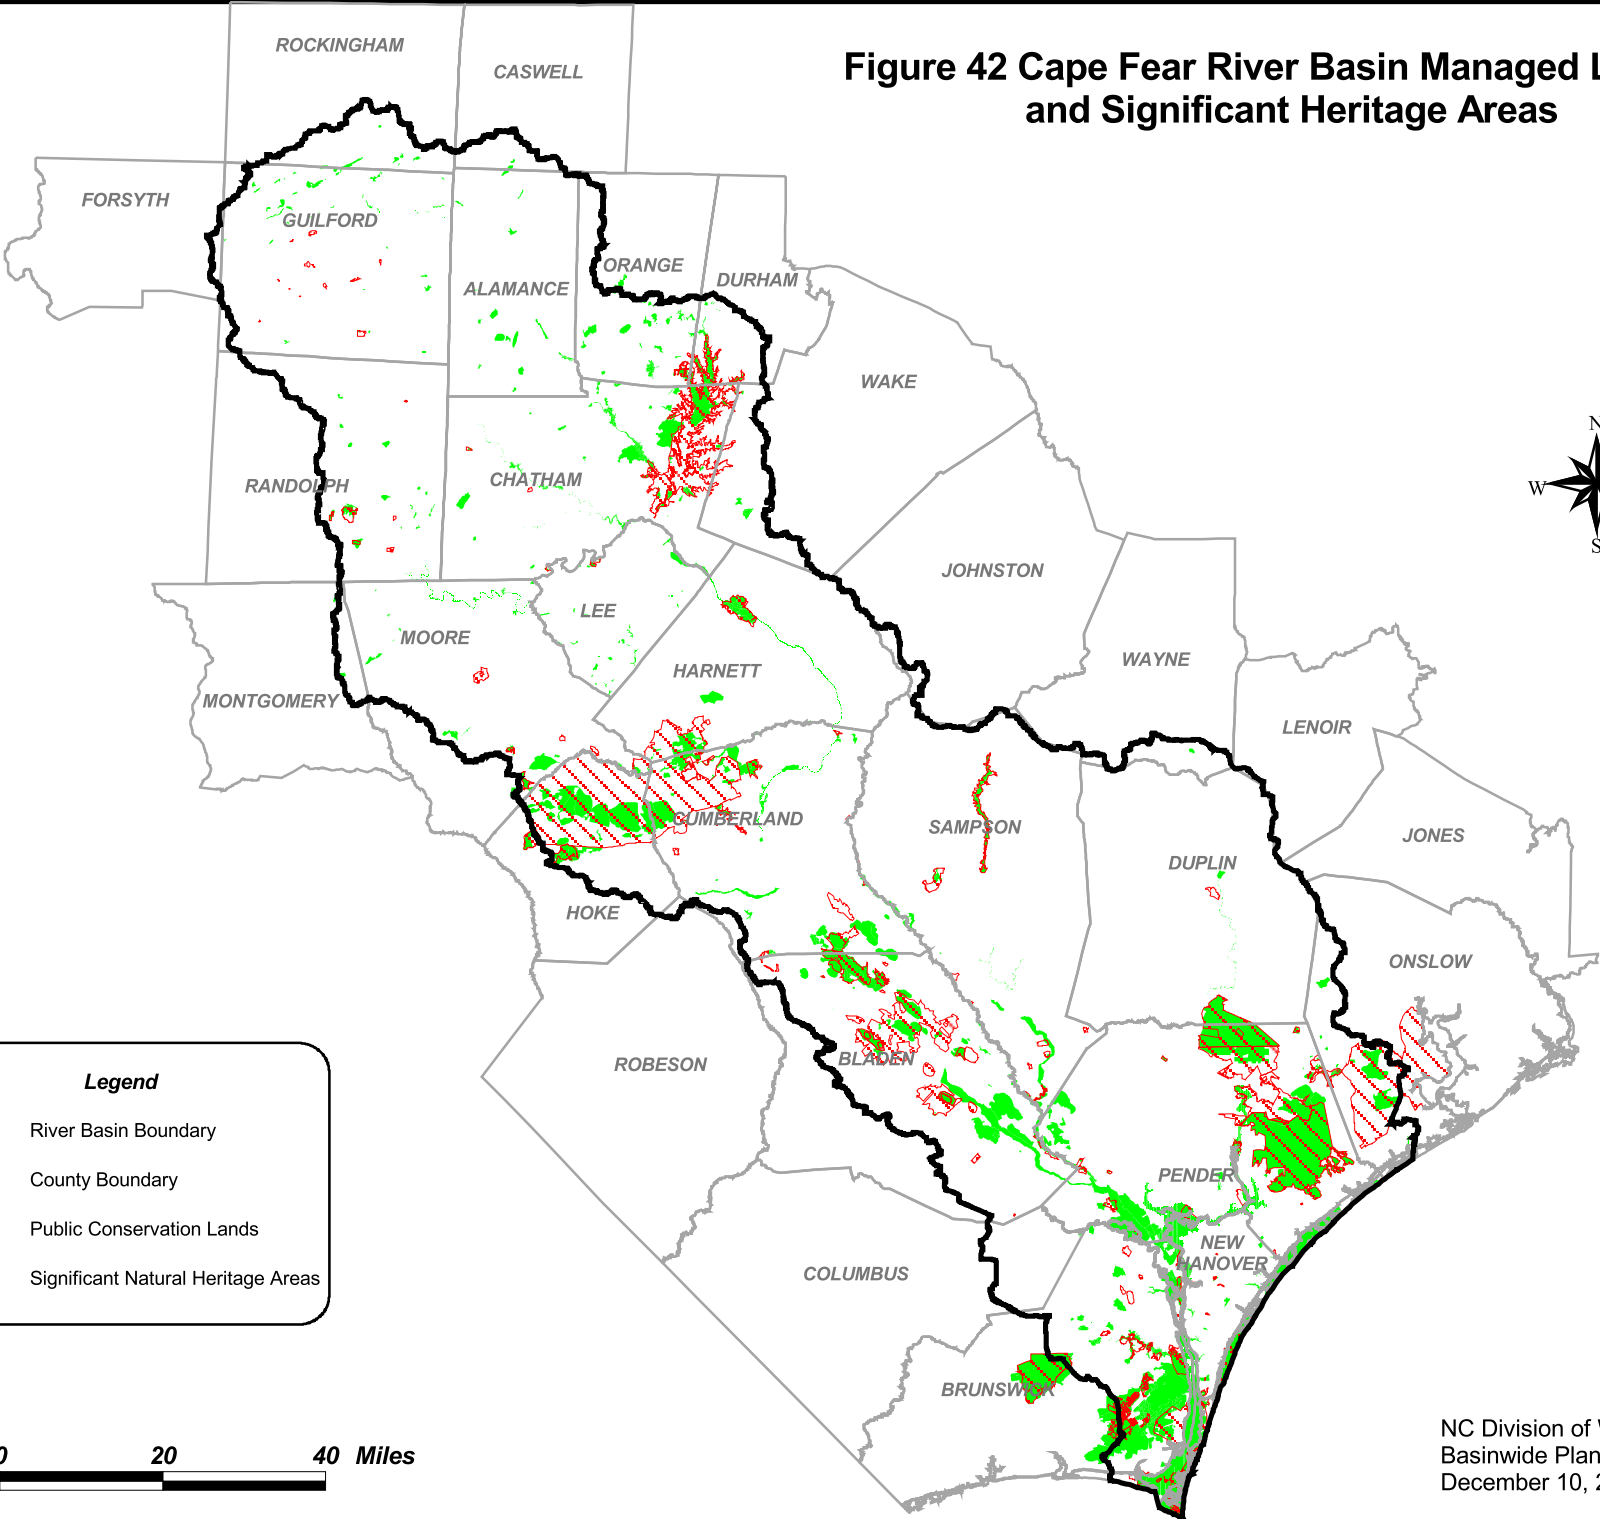 Figure 42 Cape Fear River Basin Managed
and Significant Heritage Areas
ROCKINGHAM
CASWELL
FORSYTH
GUILFORD
ALAMANCE
ORANGE
DURHAM
WAKE
N
W
S
RANDOLPH
CHATHAM
JOHNSTON
LEE
MOORE
HARNETT
WAYNE
MONTGOMERY
LENOIR
CUMBERLAND
SAMPSON
JONES
DUPLIN
HOKE
ONSLOW
ROBESON
BLADEN
Legend
River Basin Boundary
County Boundary
Public Conservation Lands
Significant Natural Heritage Areas
PENDER
NEW
HANOVER
COLUMBUS
BRUNSWICK
0 20 40 Miles
NC Division of
Basinwide
December 10,